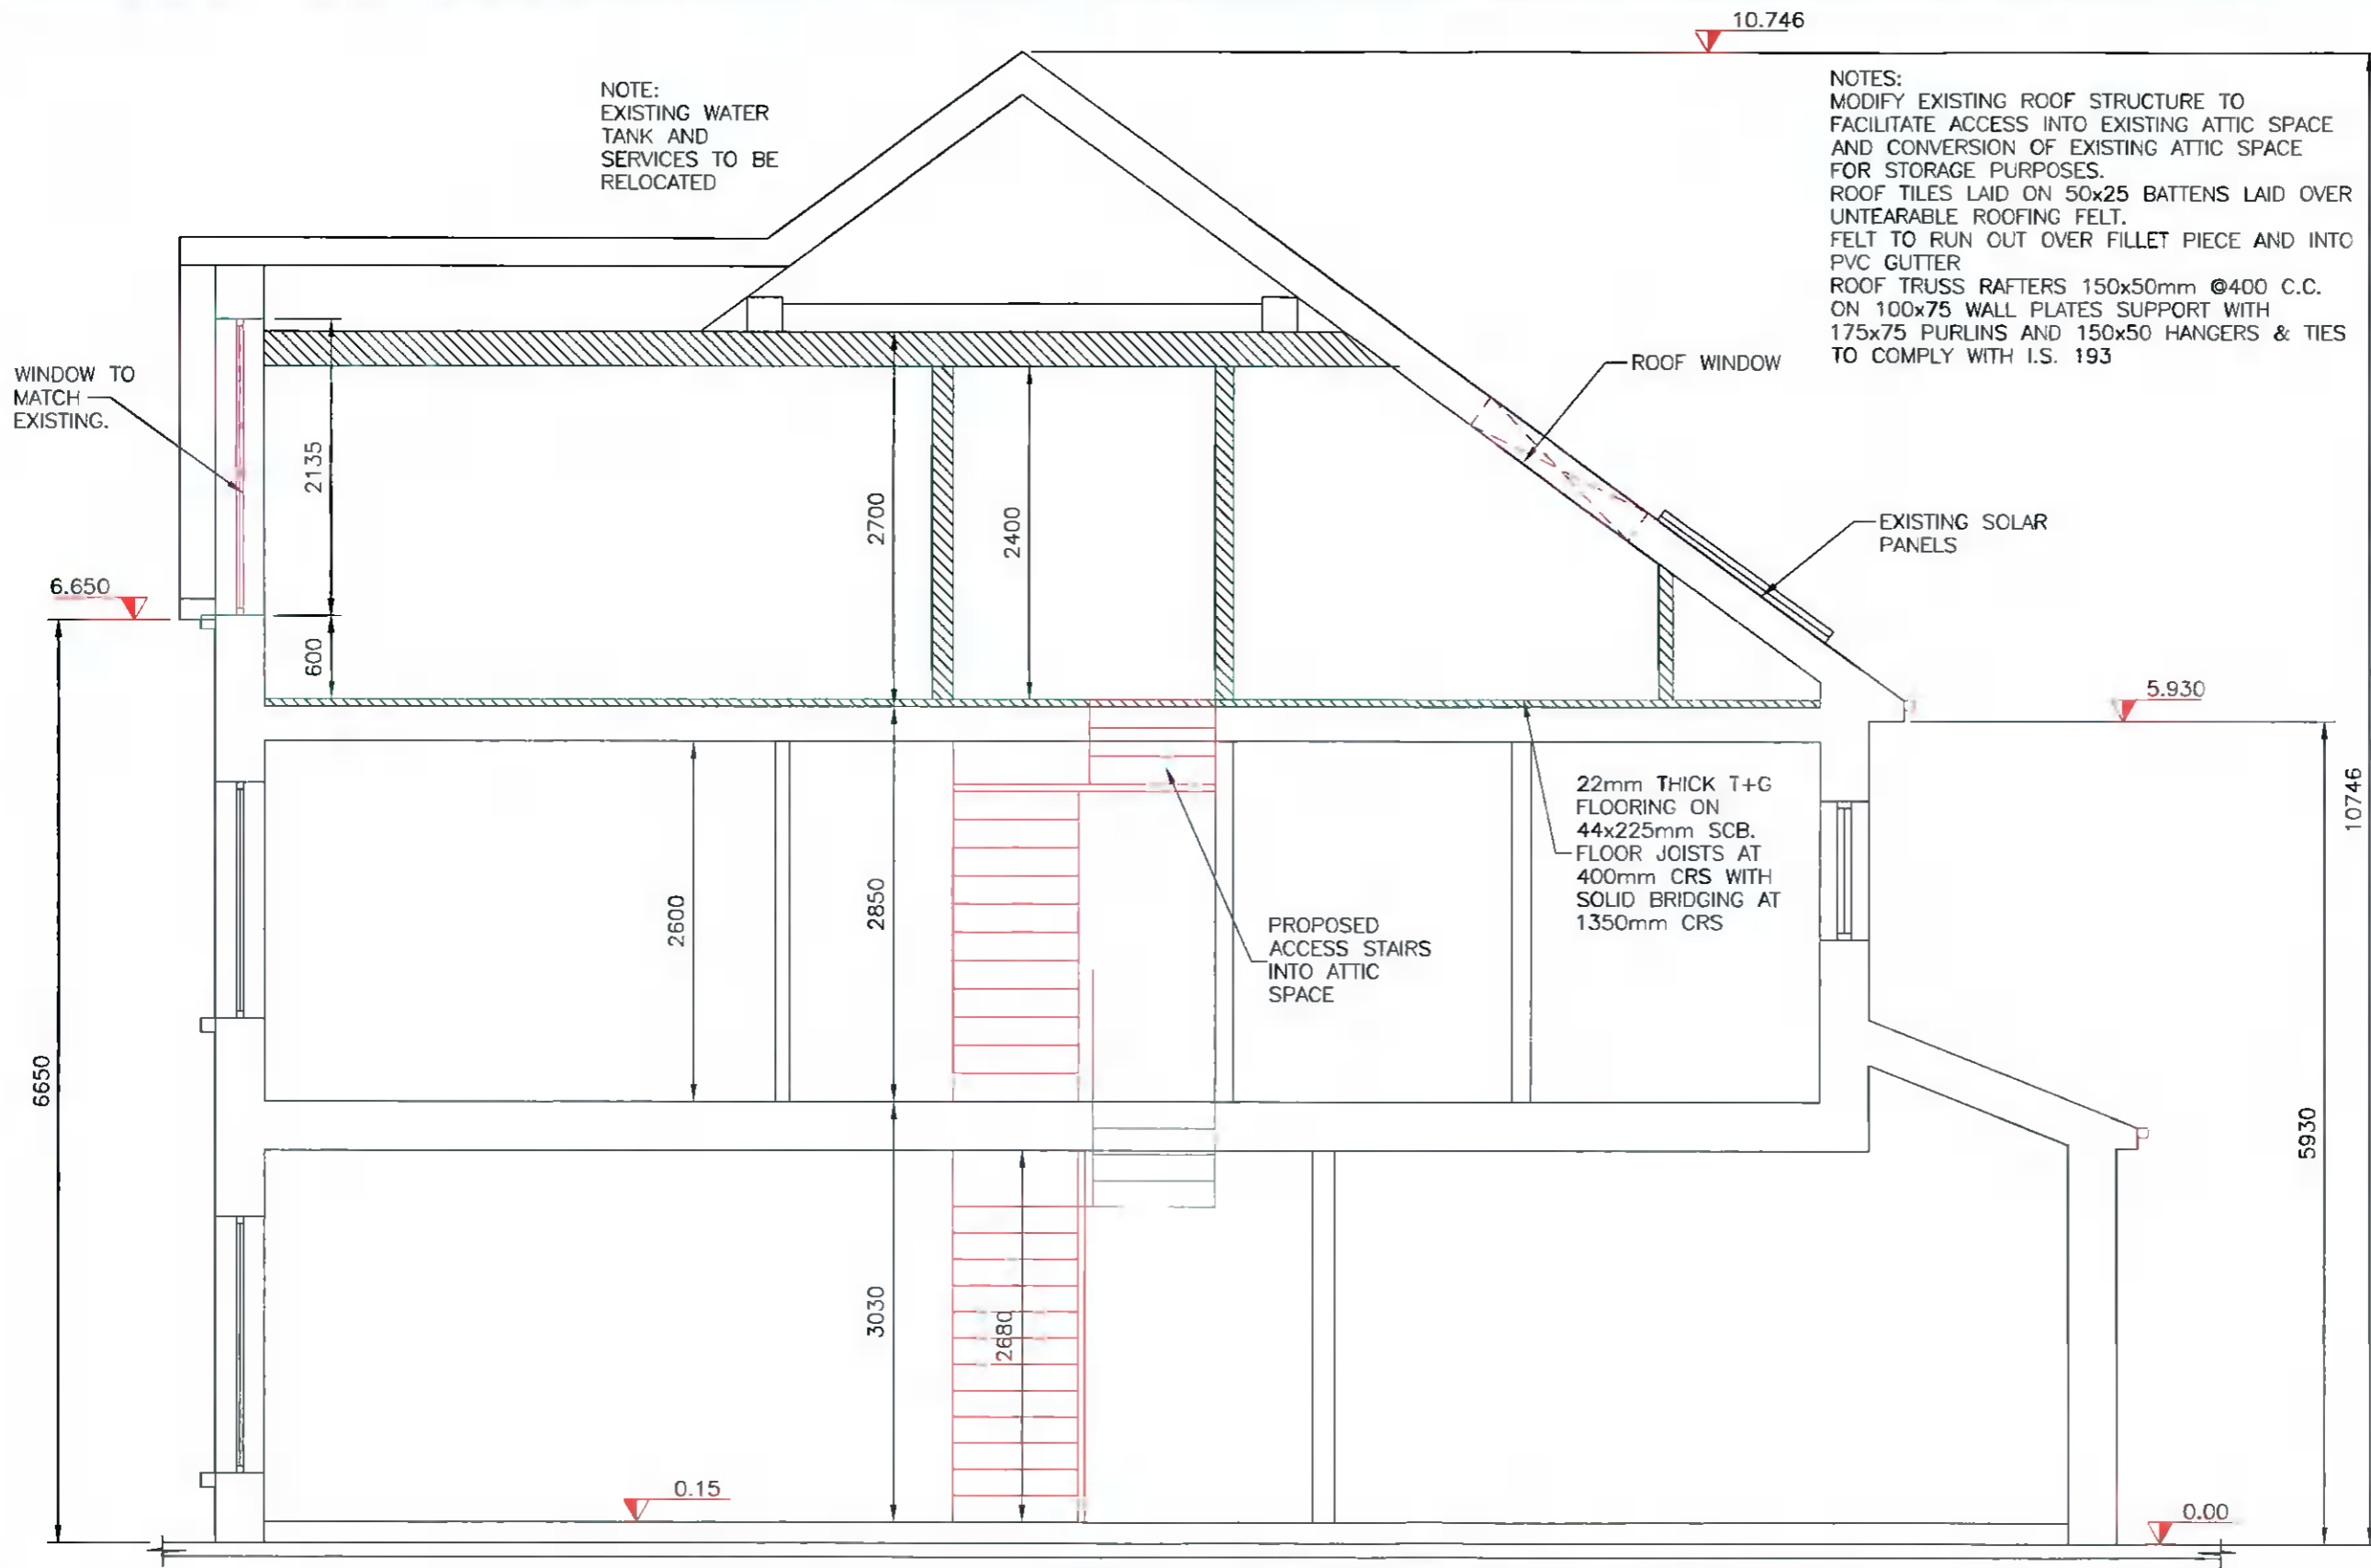 10.746
NOTE:
EXISTING WATER
TANK AND
SERVICES TO BE
RELOCATED
NOTES:
MODIFY EXISTING ROOF STRUCTURE TO
FACILITATE ACCESS INTO EXISTING ATTIC SPACE
AND CONVERSION OF EXISTING ATTIC SPACE
FOR STORAGE PURPOSES.
ROOF TILES LAID ON 50x25 BATTENS LAID OVER
UNTEARABLE ROOFING FELT.
FELT TO RUN OUT OVER FILLET PIECE AND INTO
PVC GUTTER
ROOF TRUSS RAFTERS 150x50mm @400 C.C.
ON 100x75 WALL PLATES SUPPORT WITH
175x75 PURLINS AND 150x50 HANGERS & TIES
TO COMPLY WITH I.S. 193
WINDOW TO
MATCH
EXISTING.
ROOF WINDOW
2135
2700
2400
EXISTING SOLAR
PANELS
6.650
600
5.930
22mm THICK T+G
FLOORING ON
44x225mm SCB.
FLOOR JOISTS AT
400mm CRS WITH
SOLID BRIDGING AT
1350mm CRS
10746
2600
2850
PROPOSED
ACCESS STAIRS
INTO ATTIC
SPACE
6650
5930
3030
2680
0.15
0.00